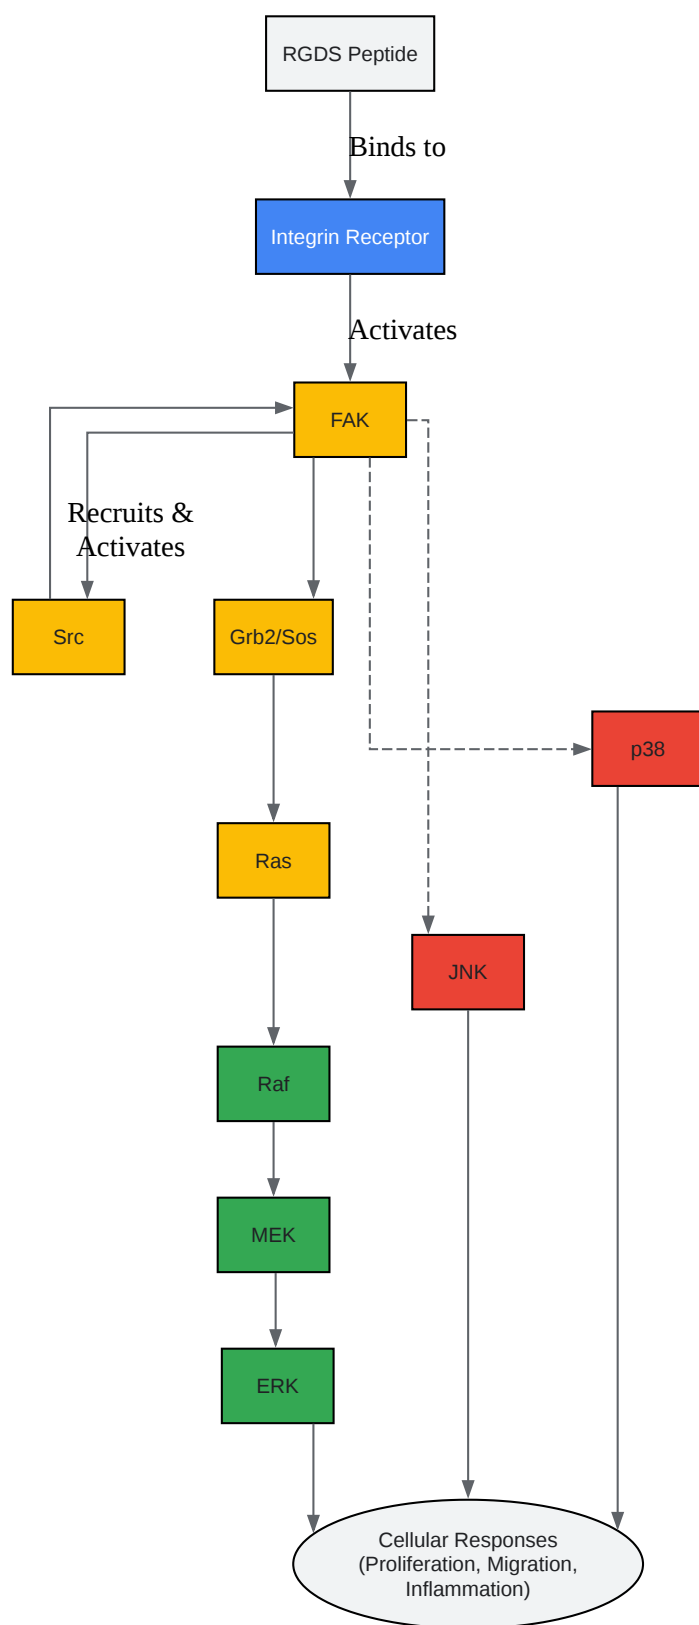 RGDS Peptide
Binds to
Integrin Receptor
Activates
FAK
Recruits &
Activates
Src
Grb2/Sos
p38
Ras
JNK
Raf
MEK
ERK
Cellular Responses
(Proliferation, Migration,
Inflammation)